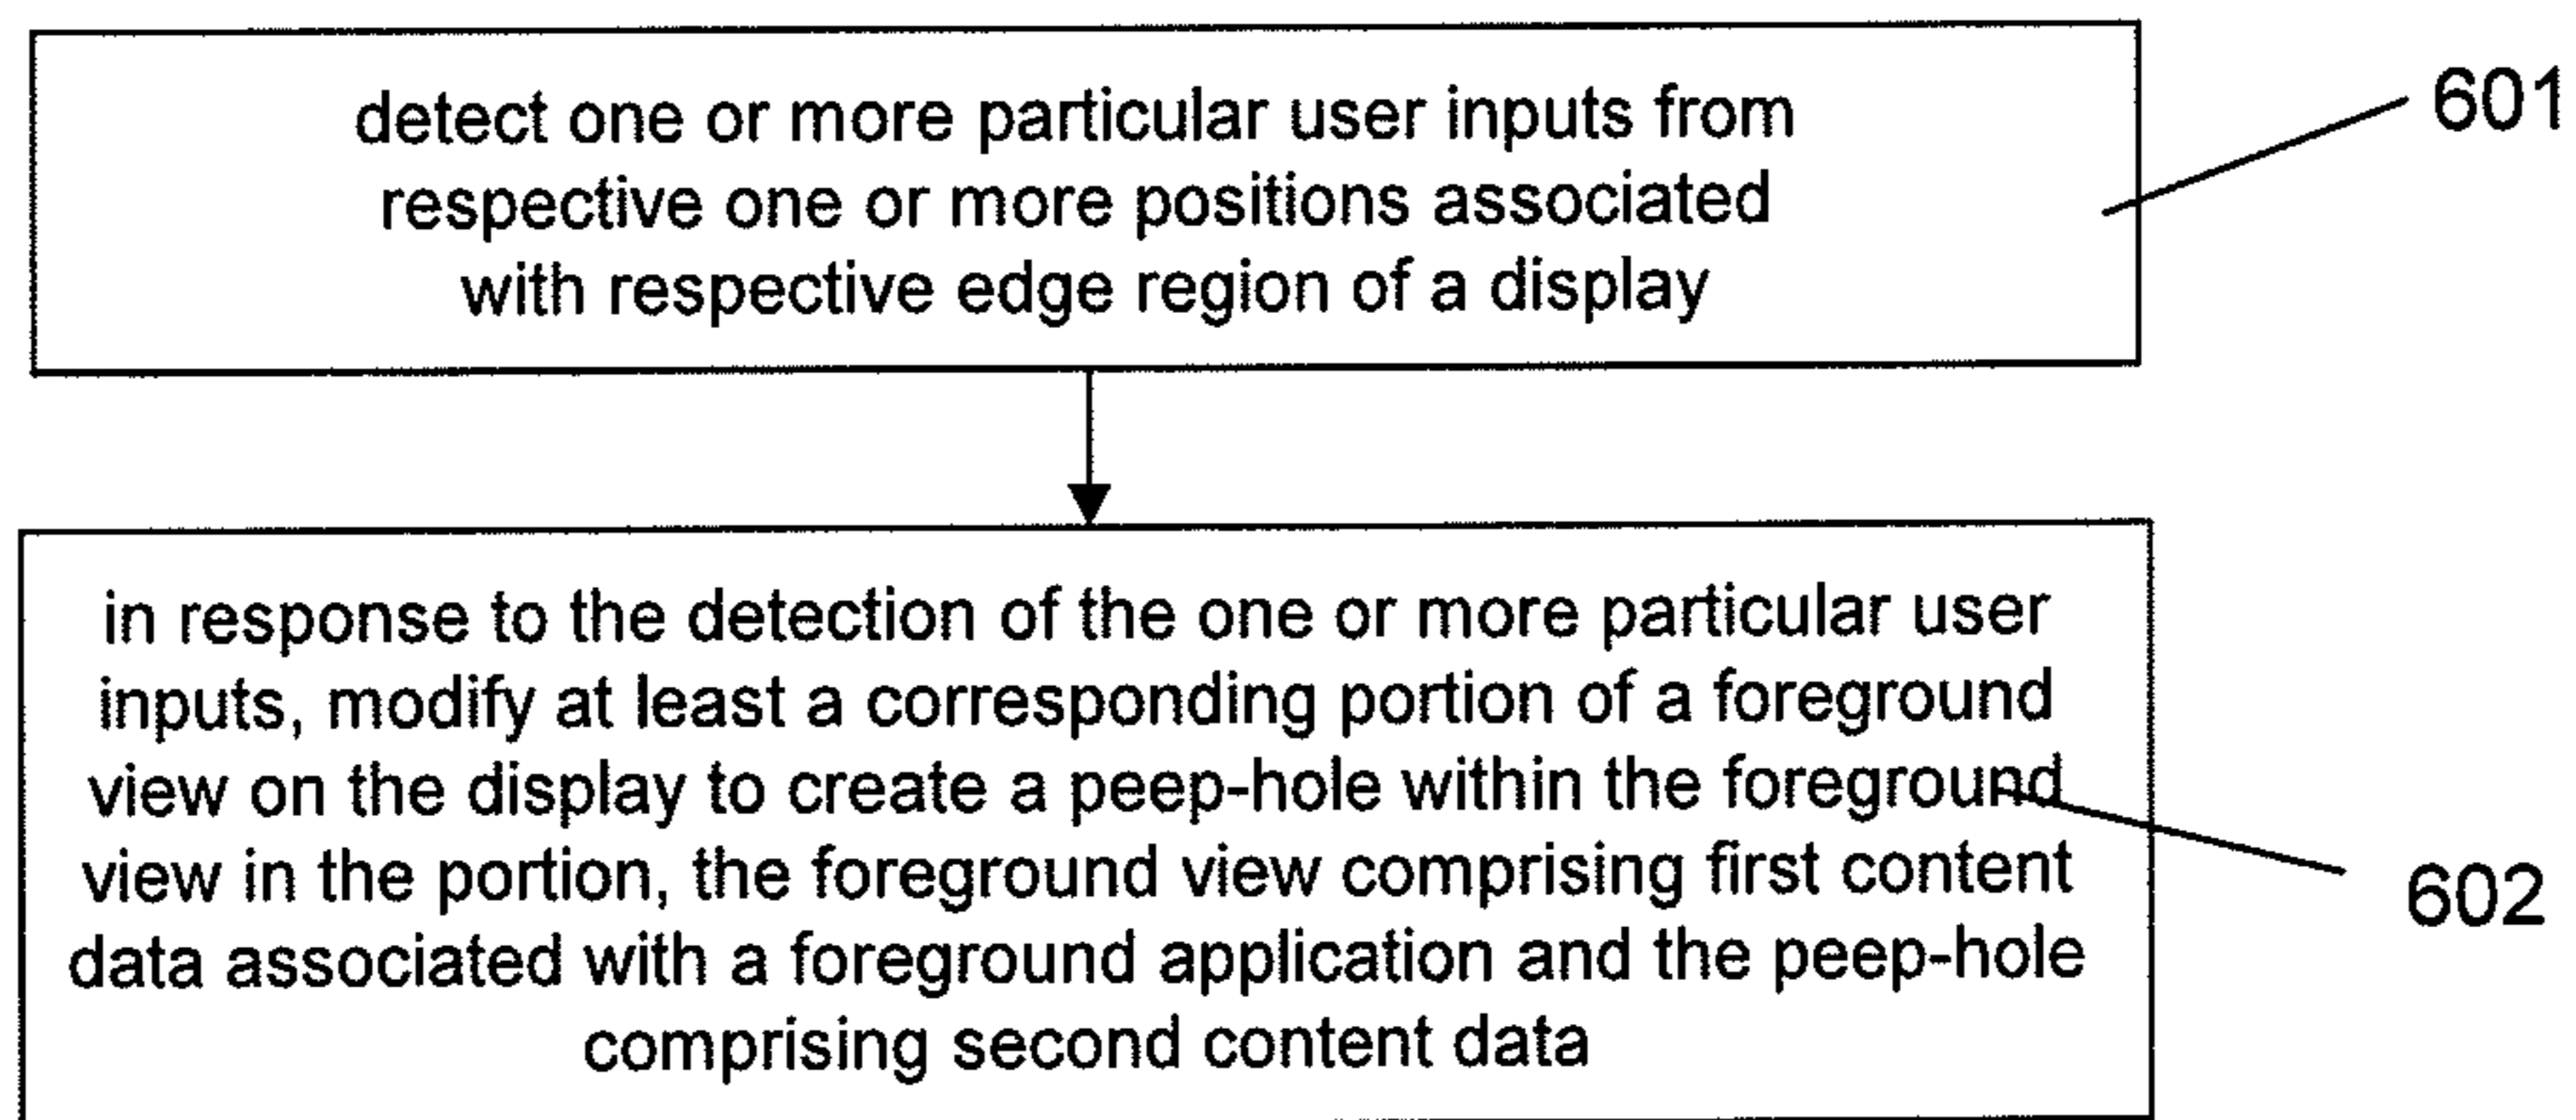 detect one or more particular user inputs from
respective one or more positions associated
with respective edge region of a display
601
in response to the detection of the one or more particular user
inputs, modify at least a corresponding portion of a foreground
view on the display to create a peep-hole within the foreground
view in the portion, the foreground view comprising first content
data associated with a foreground application and the peep-hole
comprising second content data
602